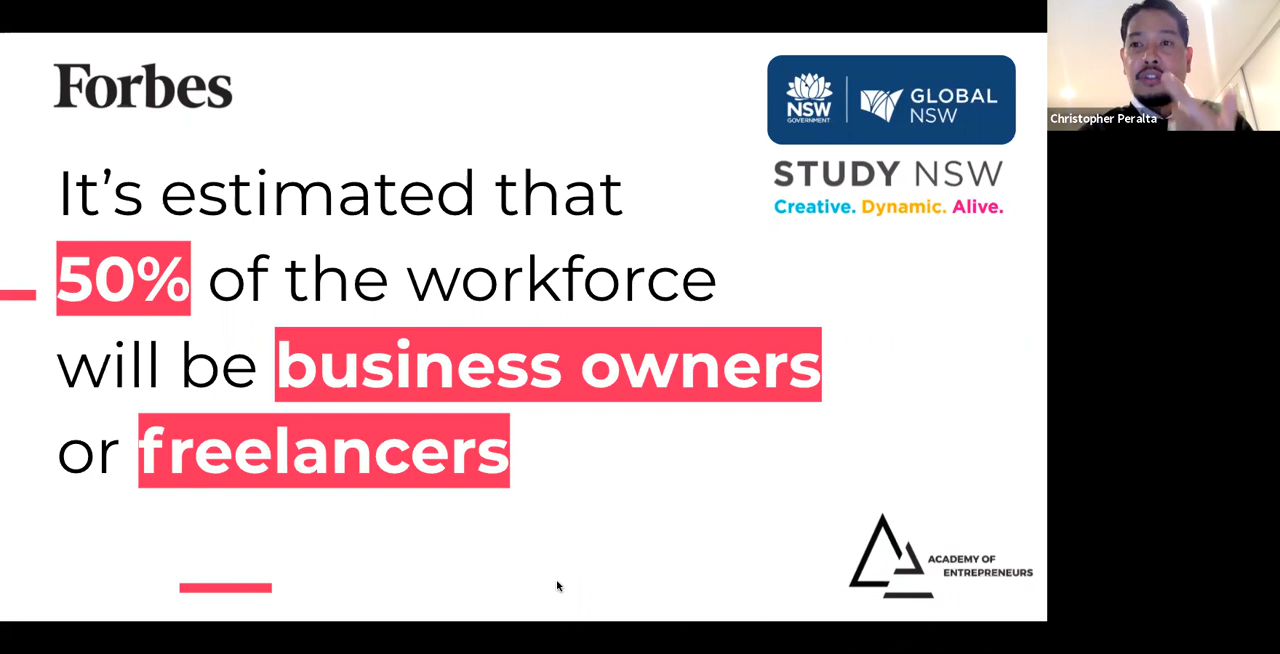 Forbes
It’s estimated that
50% of the workforce
will be business owners
or freelancers
NSW
GOVERNMENT
GLOBAL
NSW
STUDY NSW
Creative. Dynamic. Alive.
ACADEMY OF
ENTREPRENEURS
Christopher Peralta